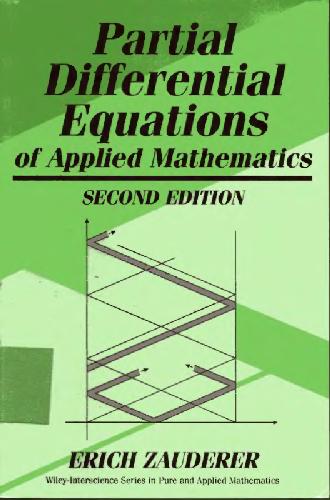 Partial
Differential
Equations
of Applied Mathematics
SECOND EDITION
ERICH ZAUDERER
Wiley-Interscience Series in Pure and Applied Mathematics